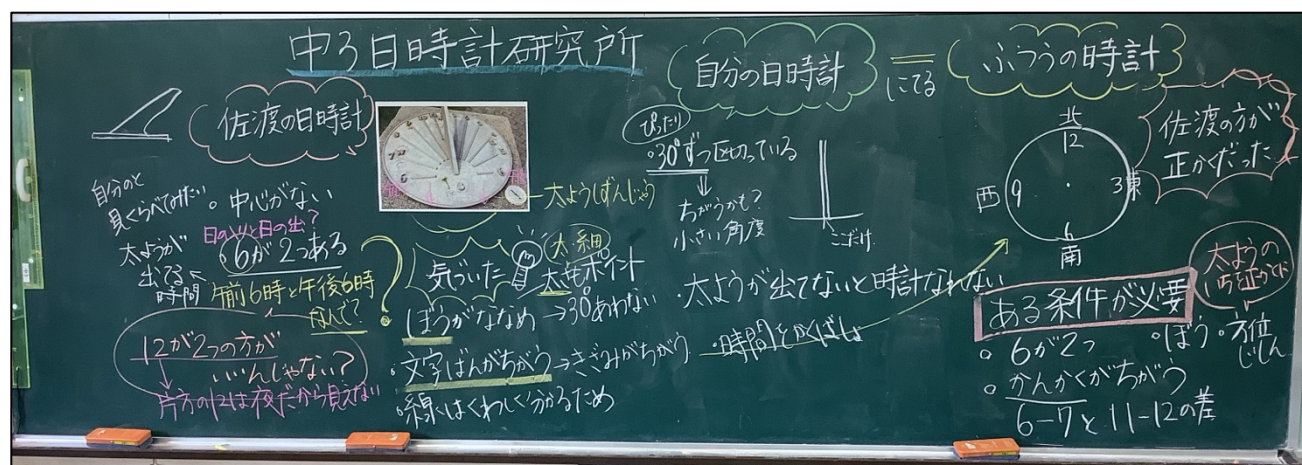 中3日時計研究所
佐渡の日時計
自分のと
見くらべてみたい
太ようが
出てる
時間
・中心がない
日の入と日の出?
・6が2つある
午前6時と午後6時
なんで?
?
12が2つの方が
いいんじゃない?
片方の12は夜だから見えない
太ようしずんじゃう
気づいた
太・細
太もポイント
ぼうがななめ→30°あわない
・文字ばんがちがう→きざみがちがう
・線くはくわしく分かるため
自分の日時計
にてる
ふつうの時計
ぴったり
・30°ずつ区切っている
ちがうかも?
小さい角度
こだけ
・太ようが出てないと時計なれない
・時間と
北
12
西
9
3
東
6
南
佐渡の方が
正かくだった
太ようの
ある条件が必要
・6が2つ
・ぼう
・方位じしん
・かんかくがちがう
6-7と11-12の差